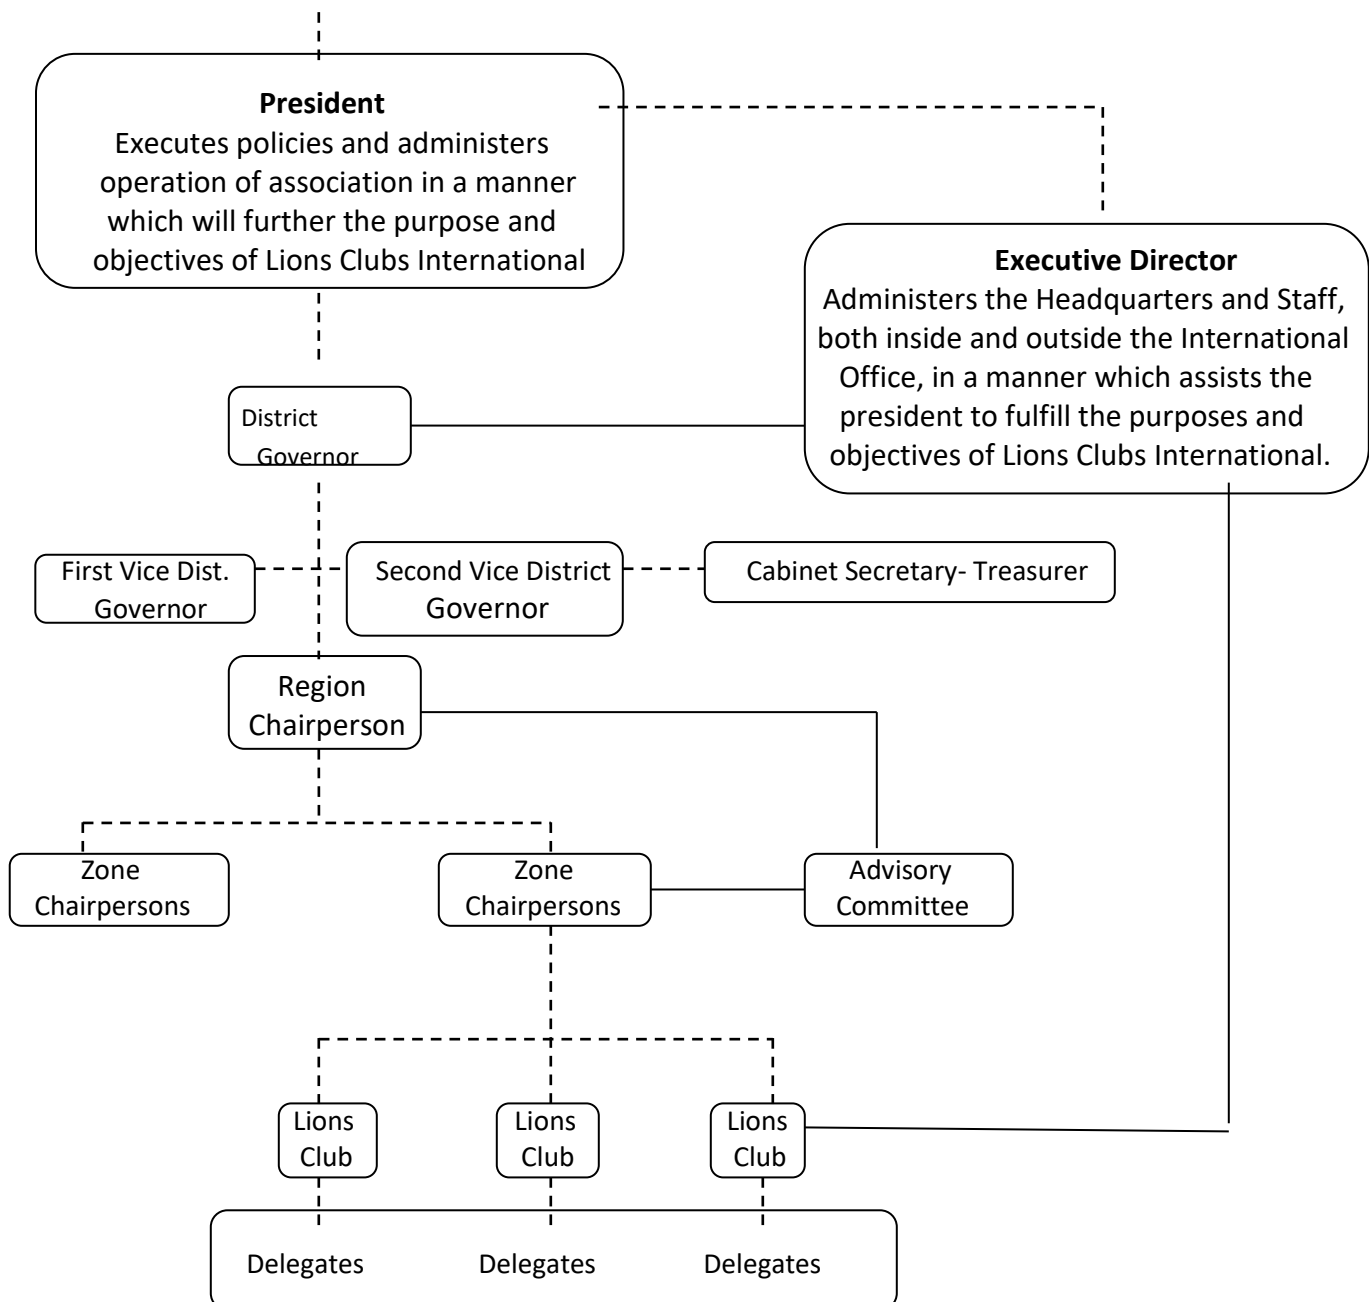 President
Executes policies and administers
operation of association in a manner
which will further the purpose and
objectives of Lions Clubs International
Executive Director
Administers the Headquarters and Staff,
both inside and outside the International
Office, in a manner which assists the
president to fulfill the purposes and
objectives of Lions Clubs International.
District
Governor
First Vice Dist.
Governor
Second Vice District
Governor
Cabinet Secretary- Treasurer
Region
Chairperson
Zone
Chairpersons
Zone
Chairpersons
Advisory
Committee
Lions
Club
Lions
Club
Lions
Club
Delegates
Delegates
Delegates